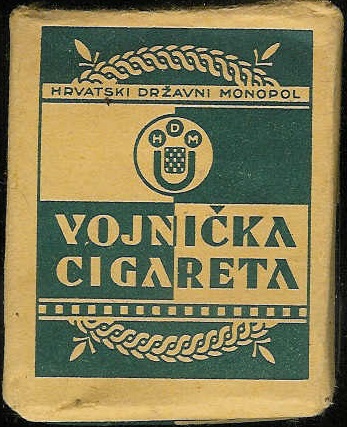 HRVATSKI DRŽAVNI MONOPOL
HDM
U
VOJNIČKA
CIGARETA